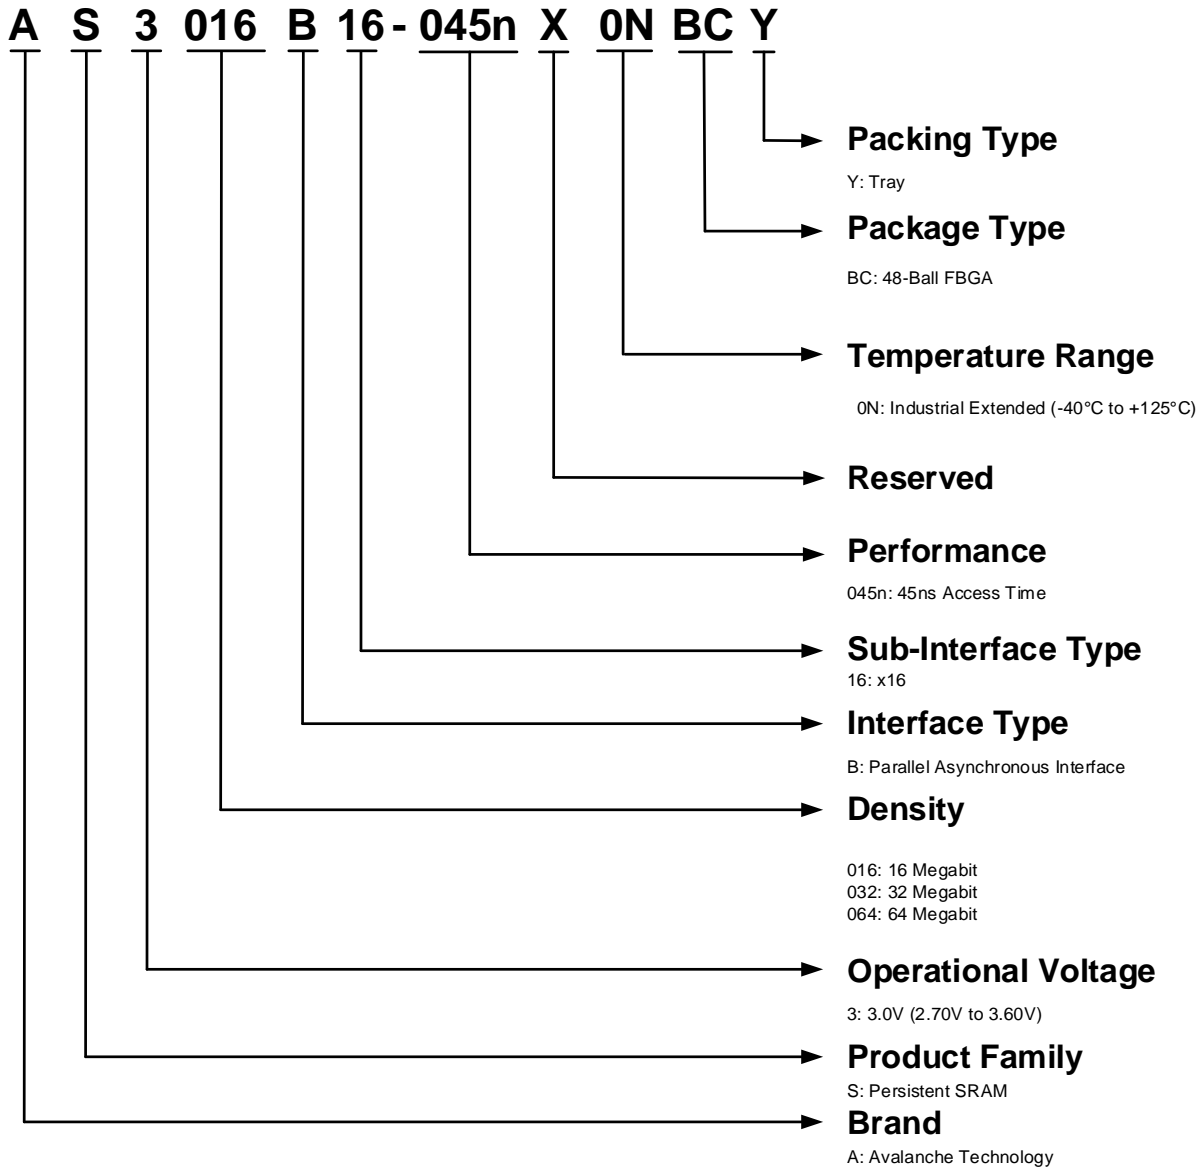 A S 3 016 B 16 - 045n X 0N BC Y
Packing Type
Y: Tray
Package Type
BC: 48-Ball FBGA
Temperature Range
0N: Industrial Extended (-40°C to +125°C)
Reserved
Performance
045n: 45ns Access Time
Sub-Interface Type
16: x16
Interface Type
B: Parallel Asynchronous Interface
Density
016: 16 Megabit
032: 32 Megabit
064: 64 Megabit
Operational Voltage
3: 3.0V (2.70V to 3.60V)
Product Family
S: Persistent SRAM
Brand
A: Avalanche Technology